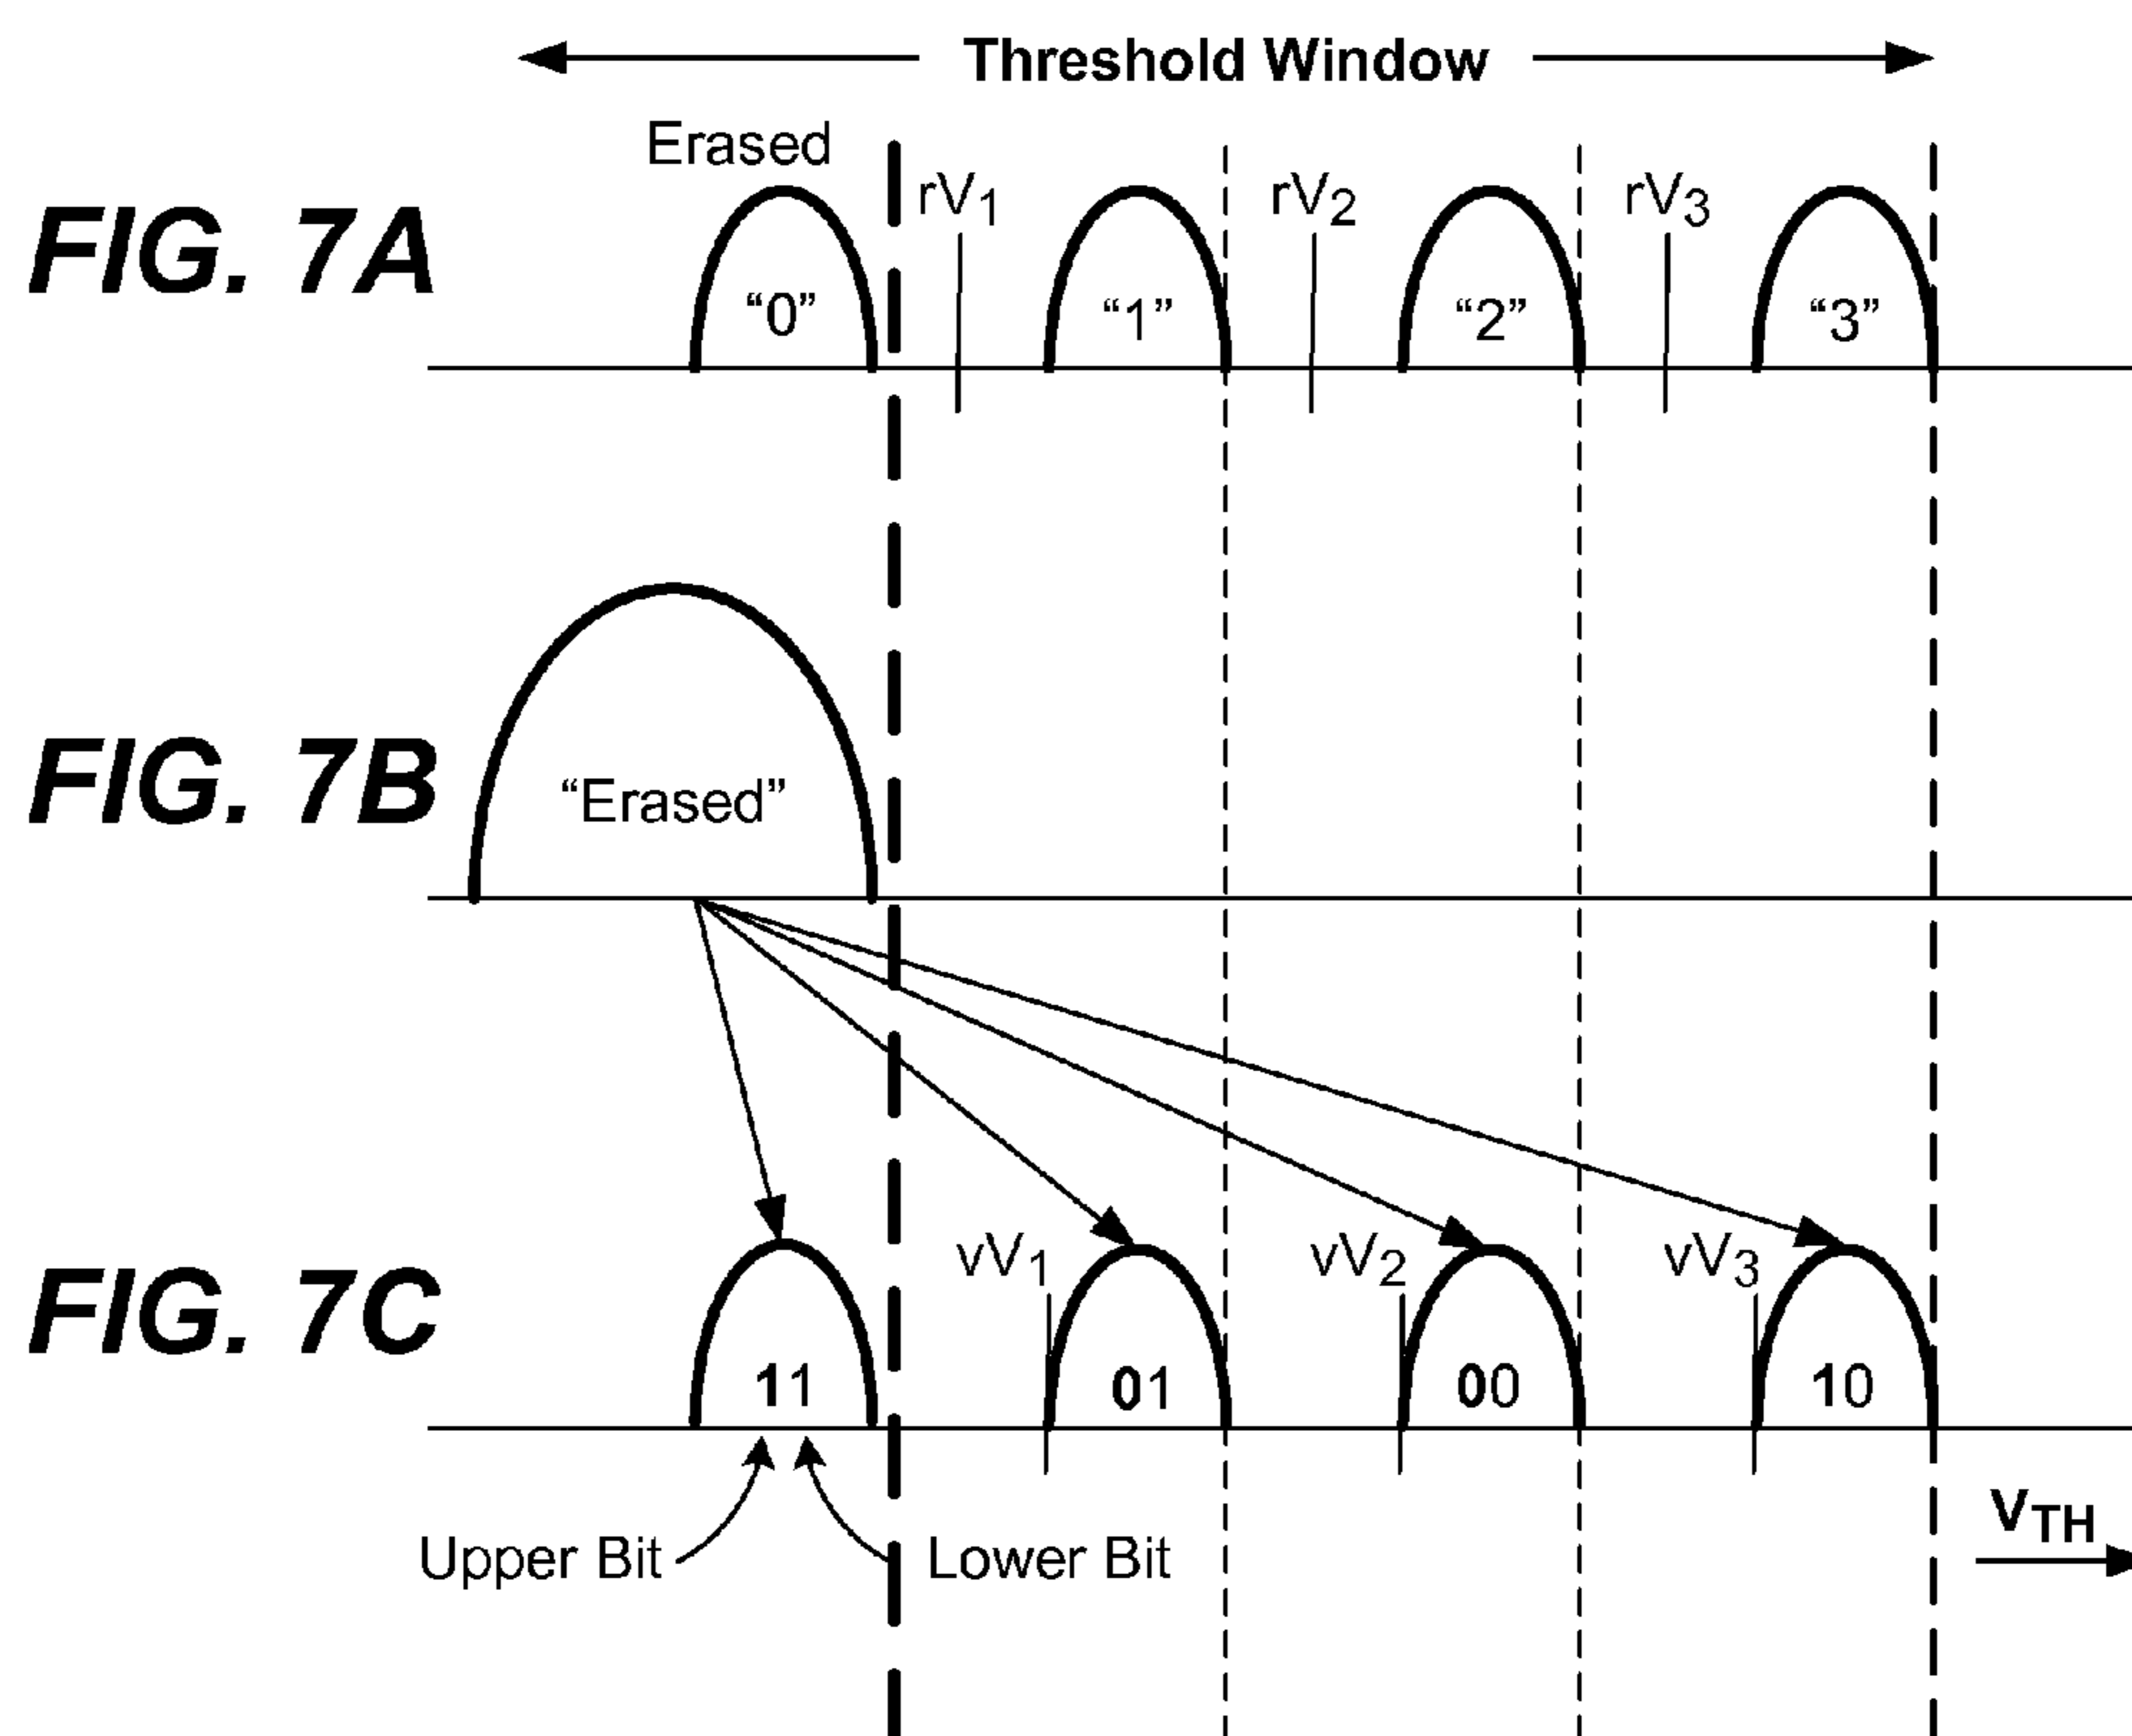 Threshold Window
Erased
rV1 rV2 rV3
FIG. 7A
“0” “1” “2” “3”
FIG. 7B
“Erased”
vV1 vV2 vV3
FIG. 7C
11 01 00 10
VTH
Upper Bit Lower Bit